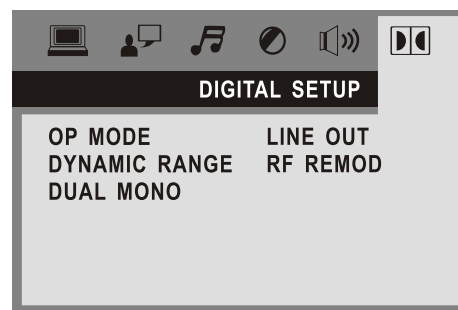 DIGITAL SETUP
OP MODE LINE OUT
DYNAMIC RANGE RF REMOD
DUAL MONO